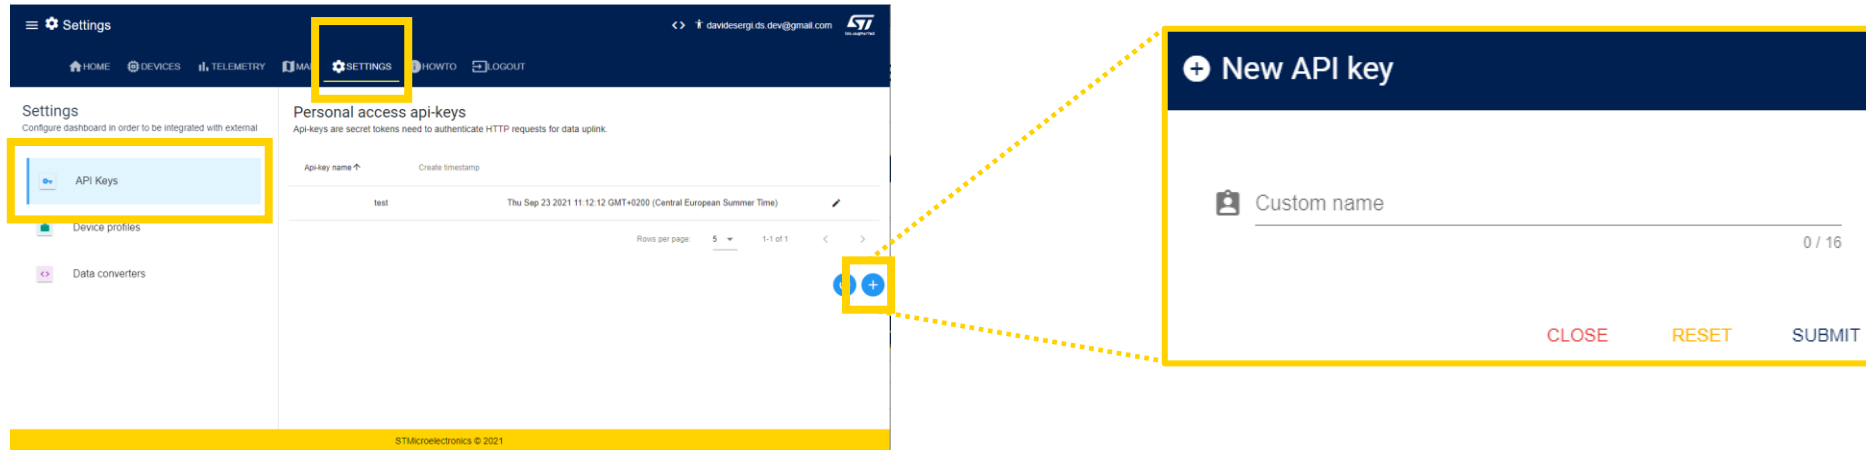 Settings
davidesergi.ds.dev@gmail.com
HOME DEVICES TELEMETRY MA SETTINGS HOWTO LOGOUT
Settings
Configure dashboard in order to be integrated with external
API Keys
Device profiles
Data converters
Personal access api-keys
Api-keys are secret tokens need to authenticate HTTP requests for data uplink.
Api-key name Create timestamp
test Thu Sep 23 2021 11:12:12 GMT+0200 (Central European Summer Time)
Rows per page: 5 1-1 of 1
STMicroelectronics © 2021
New API key
Custom name
0 / 16
CLOSE RESET SUBMIT